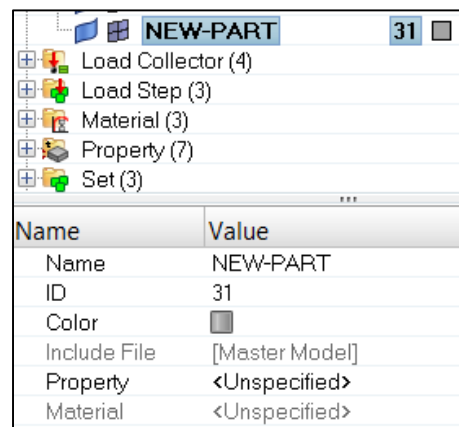 NEW-PART 31
Load Collector (4)
Load Step (3)
Material (3)
Property (7)
Set (3)
Name Value
Name NEW-PART
ID 31
Color
Include File [Master Model]
Property <Unspecified>
Material <Unspecified>